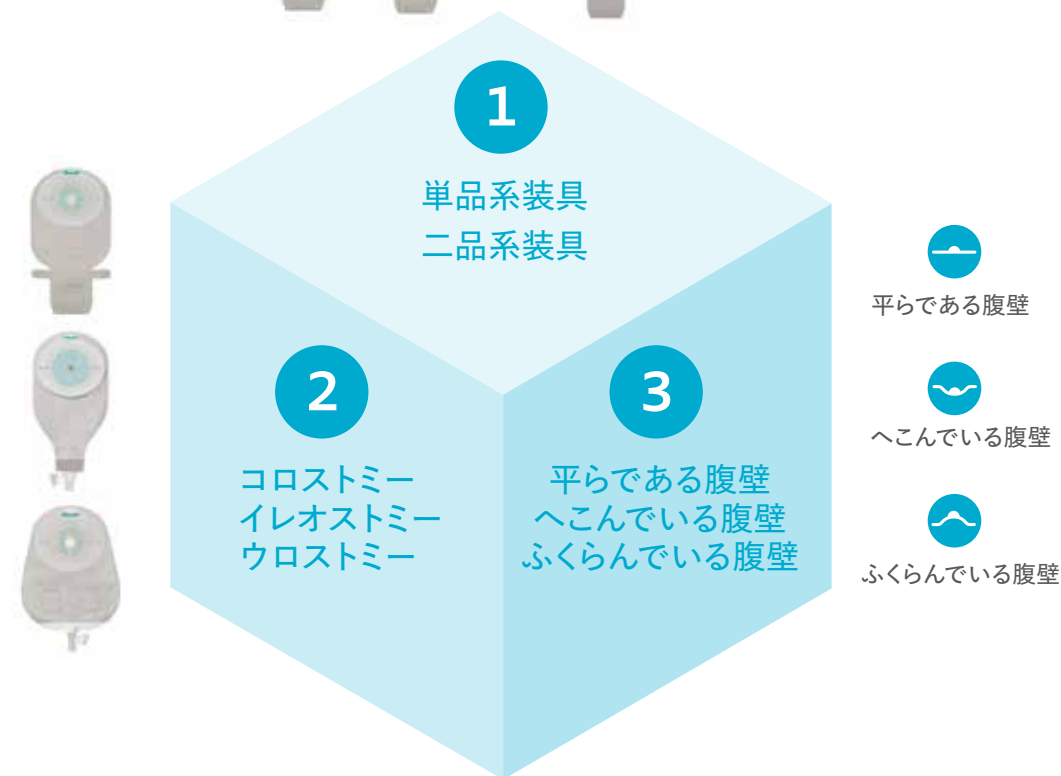 1
単品系装具
二品系装具
2
コロストミー
イレオストミー
ウロストミー
3
平らである腹壁
へこんでいる腹壁
ふくらんでいる腹壁
平らである腹壁
へこんでいる腹壁
ふくらんでいる腹壁